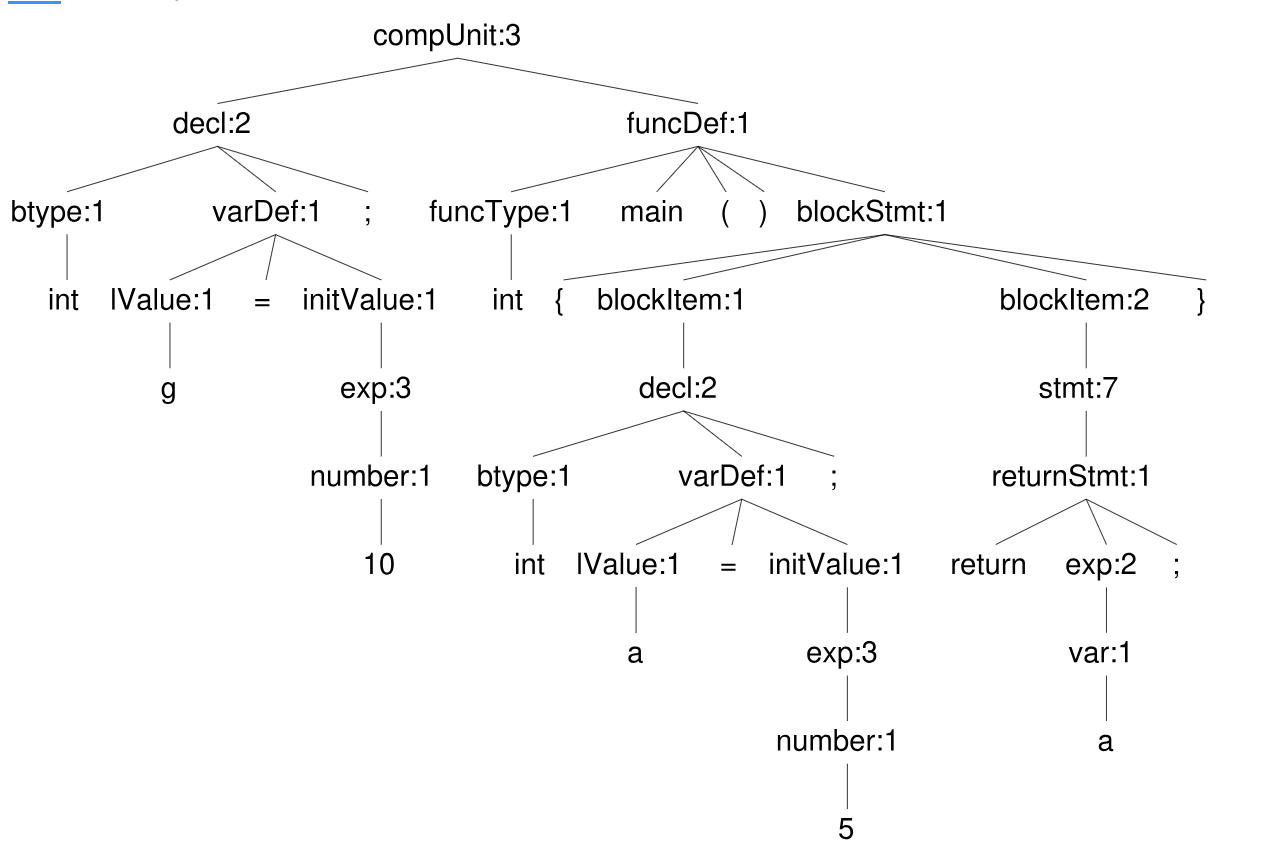 compUnit:3
decl:2 funcDef:1
btype:1 varDef:1 ; funcType:1 main ( ) blockStmt:1
int lValue:1 = initValue:1 int { blockItem:1 blockItem:2 }
g exp:3 decl:2 stmt:7
number:1 btype:1 varDef:1 ; returnStmt:1
10 int lValue:1 = initValue:1 return exp:2 ;
a exp:3 var:1
number:1 a
5